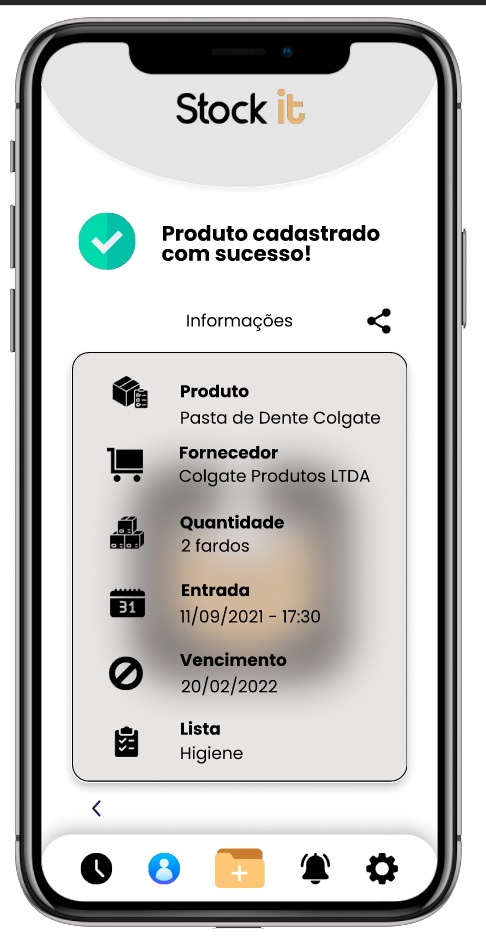 Stock it
Produto cadastrado
com sucesso!
Informações
Produto
Pasta de Dente Colgate
Fornecedor
Colgate Produtos LTDA
Quantidade
2 fardos
Entrada
31
11/09/2021 - 17:30
Vencimento
20/02/2022
Lista
Higiene